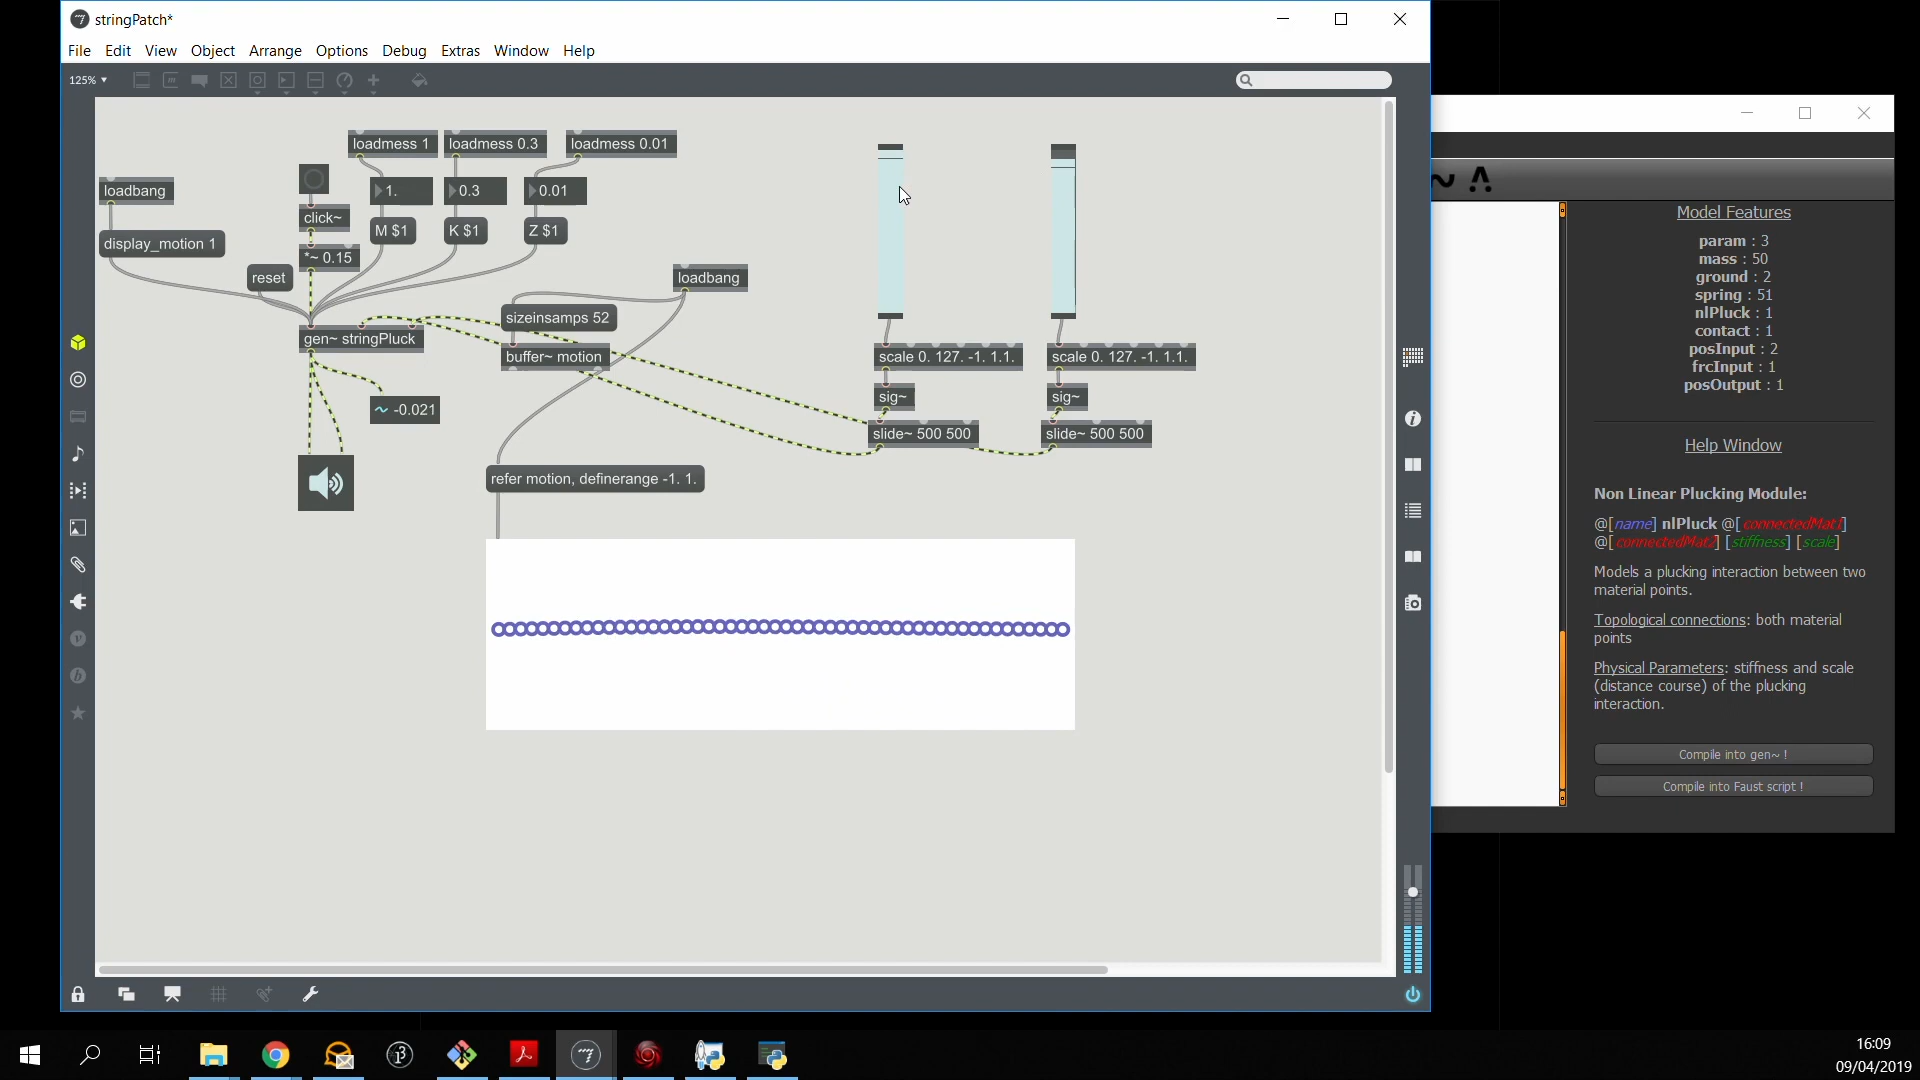 stringPatch*
File Edit View Object Arrange Options Debug Extras Window Help
125%
loadmess 1 loadmess 0.3 loadmess 0.01
loadbang 1. 0.3 0.01
click~
M $1 K $1 Z $1
display_motion 1
*~ 0.15
reset
loadbang
sizeinsamps 52
gen~ stringPluck
buffer~ motion
scale 0. 127. -1. 1.1. scale 0. 127. -1. 1.1.
sig~ sig~
~ -0.021
slide~ 500 500 slide~ 500 500
refer motion, definerange -1. 1.
Model Features
param : 3
mass : 50
ground : 2
spring : 51
nlPluck : 1
contact : 1
posInput : 2
frcInput : 1
posOutput : 1
Help Window
Non Linear Plucking Module:
@[name] nlPluck @[connectedMat1]
@[connectedMat2] [stiffness] [scale]
Models a plucking interaction between two
material points.
Topological connections: both material
points
Physical Parameters: stiffness and scale
(distance course) of the plucking
interaction.
Compile into gen~ !
Compile into Faust script !
16:09
09/04/2019